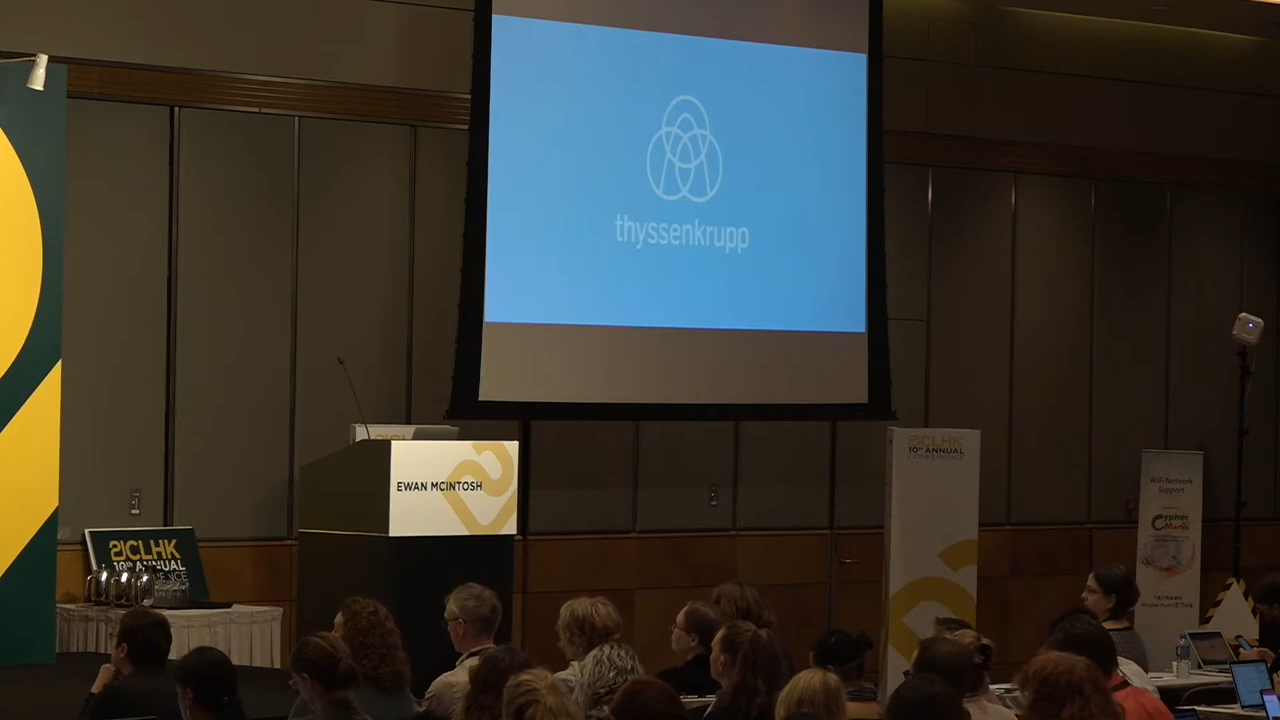 thyssenkrupp
EWAN MCINTOSH
21CLHK
10th ANNUAL
CONFERENCE
21CLHK
10th ANNUAL
WiFi Network
Support
Cypher